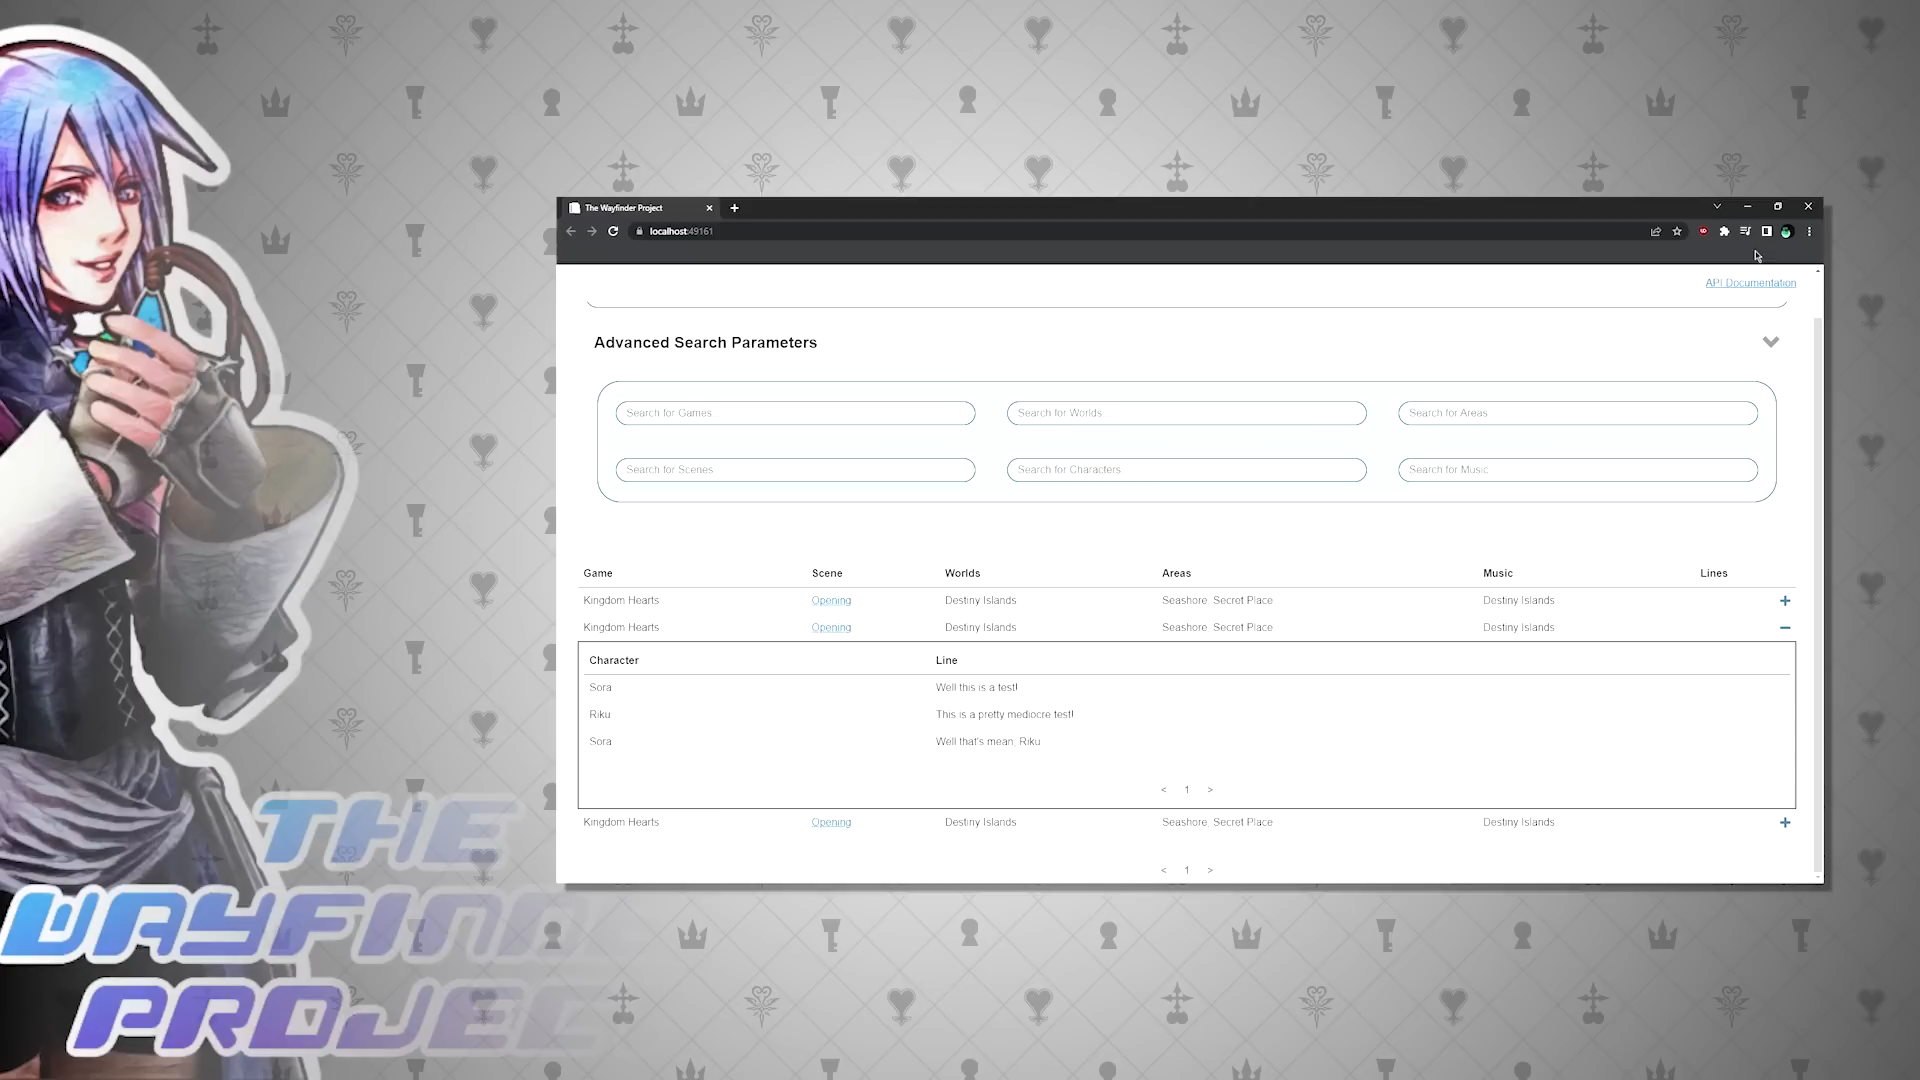 The Wayfinder Project
localhost:49161
API Documentation
Advanced Search Parameters
Search for Games
Search for Worlds
Search for Areas
Search for Scenes
Search for Characters
Search for Music
Game Scene Worlds Areas Music Lines
Kingdom Hearts Opening Destiny Islands Seashore, Secret Place Destiny Islands +
Kingdom Hearts Opening Destiny Islands Seashore, Secret Place Destiny Islands −
Character Line
Sora Well this is a test!
Riku This is a pretty mediocre test!
Sora Well that's mean, Riku
< 1 >
Kingdom Hearts Opening Destiny Islands Seashore, Secret Place Destiny Islands +
< 1 >
THE
WAYFIN
PROJEC